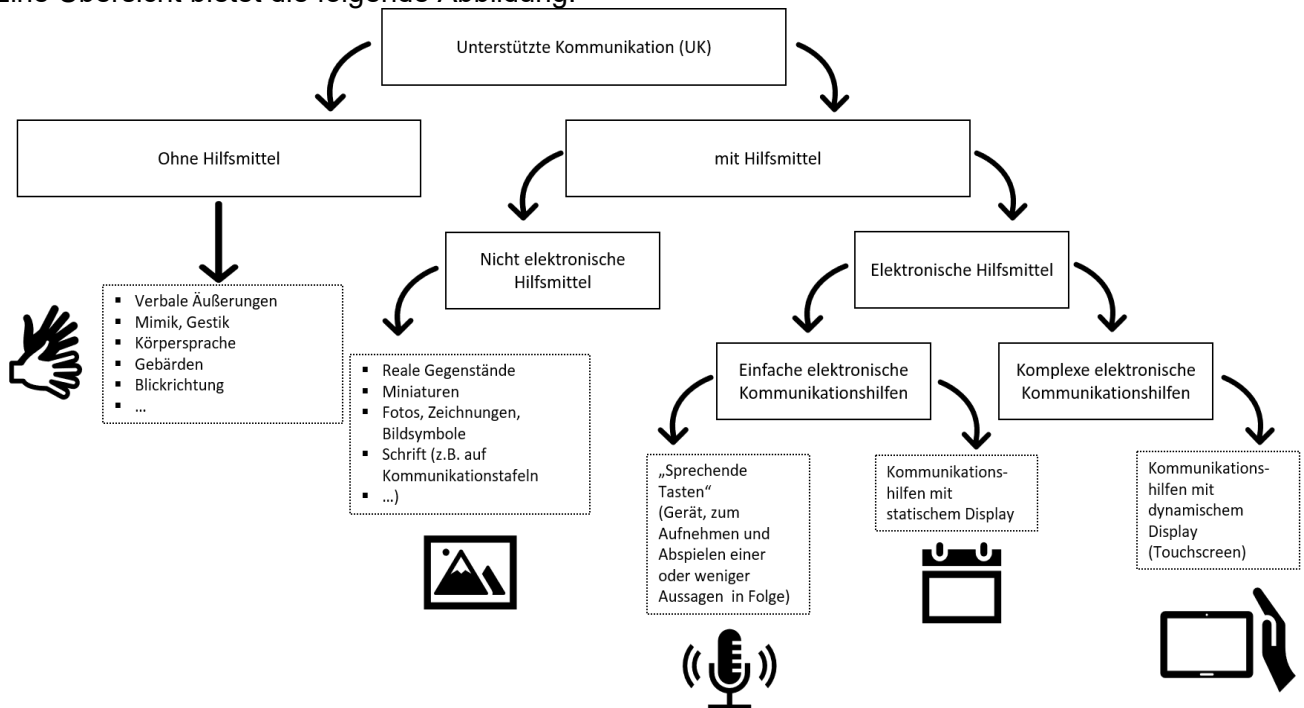 Eine Übersicht bietet die folgende Abbildung:
Unterstützte Kommunikation (UK)
Ohne Hilfsmittel
mit Hilfsmittel
Nicht elektronische
Hilfsmittel
Elektronische Hilfsmittel
▪ Verbale Äußerungen
▪ Mimik, Gestik
▪ Körpersprache
▪ Gebärden
▪ Blickrichtung
▪ ...
▪ Reale Gegenstände
▪ Miniaturen
▪ Fotos, Zeichnungen,
Bildsymbole
▪ Schrift (z.B. auf
Kommunikationstafeln
▪ ...)
Einfache elektronische
Kommunikationshilfen
Komplexe elektronische
Kommunikationshilfen
„Sprechende
Tasten“
(Gerät, zum
Aufnehmen und
Abspielen einer
oder weniger
Aussagen in Folge)
Kommunikations-
hilfen mit
statischem Display
Kommunikations-
hilfen mit
dynamischem
Display
(Touchscreen)